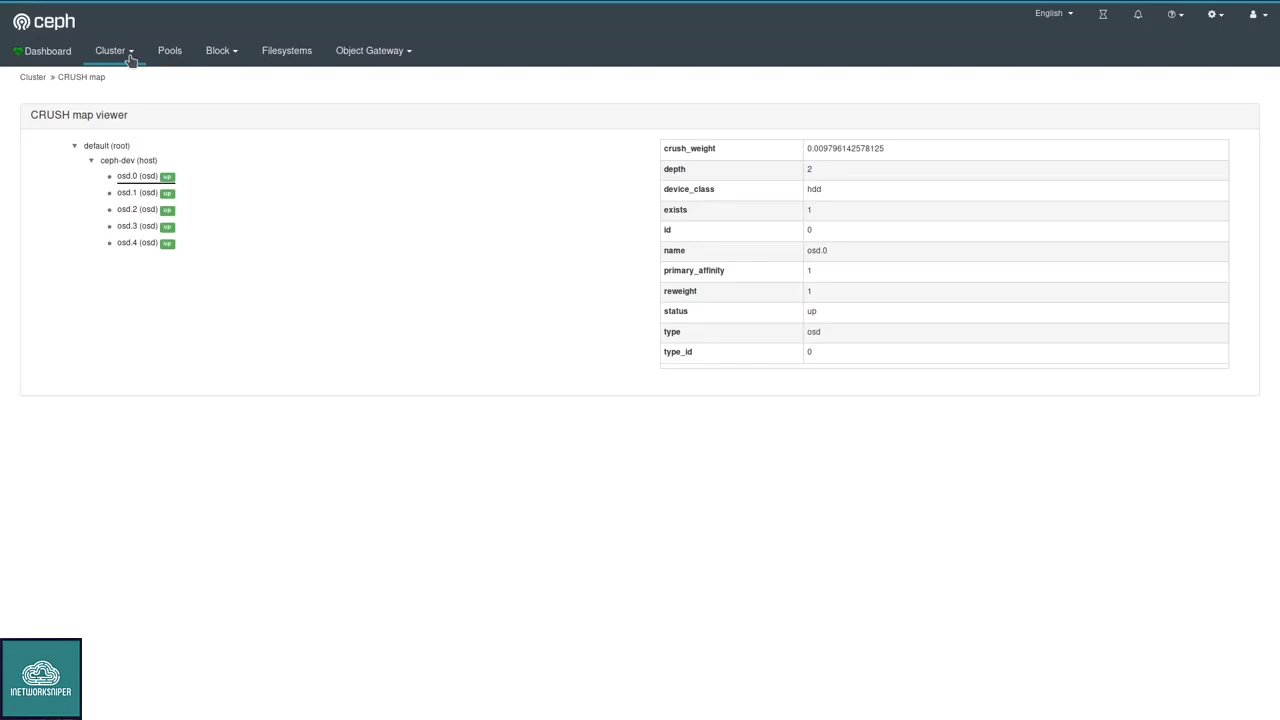 ceph
English
Dashboard Cluster Pools Block Filesystems Object Gateway
Cluster » CRUSH map
CRUSH map viewer
default (root)
ceph-dev (host)
osd.0 (osd) up
osd.1 (osd) up
osd.2 (osd) up
osd.3 (osd) up
osd.4 (osd) up
crush_weight 0.009796142578125
depth 2
device_class hdd
exists 1
id 0
name osd.0
primary_affinity 1
reweight 1
status up
type osd
type_id 0
INETWORKSNIPER